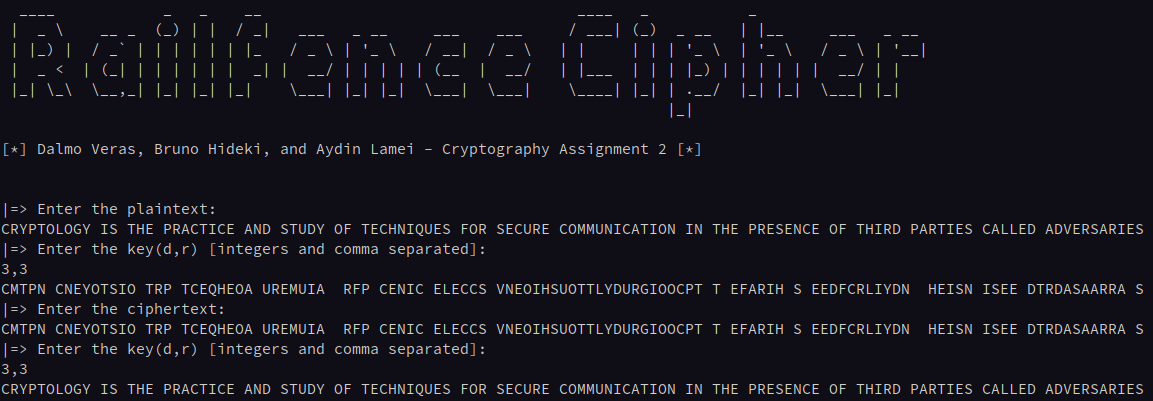 Railfence Cipher
[*] Dalmo Veras, Bruno Hideki, and Aydin Lamei – Cryptography Assignment 2 [*]
|=> Enter the plaintext:
CRYPTOLOGY IS THE PRACTICE AND STUDY OF TECHNIQUES FOR SECURE COMMUNICATION IN THE PRESENCE OF THIRD PARTIES CALLED ADVERSARIES
|=> Enter the key(d,r) [integers and comma separated]:
3,3
CMTPN CNEYOTSIO TRP TCEQHEOA UREMUIA  RFP CENIC ELECCS VNEOIHSUOTTLYDURGIOOCPT T EFARIH S EEDFCRLIYDN  HEISN ISEE DTRDASAARRA S
|=> Enter the ciphertext:
CMTPN CNEYOTSIO TRP TCEQHEOA UREMUIA  RFP CENIC ELECCS VNEOIHSUOTTLYDURGIOOCPT T EFARIH S EEDFCRLIYDN  HEISN ISEE DTRDASAARRA S
|=> Enter the key(d,r) [integers and comma separated]:
3,3
CRYPTOLOGY IS THE PRACTICE AND STUDY OF TECHNIQUES FOR SECURE COMMUNICATION IN THE PRESENCE OF THIRD PARTIES CALLED ADVERSARIES